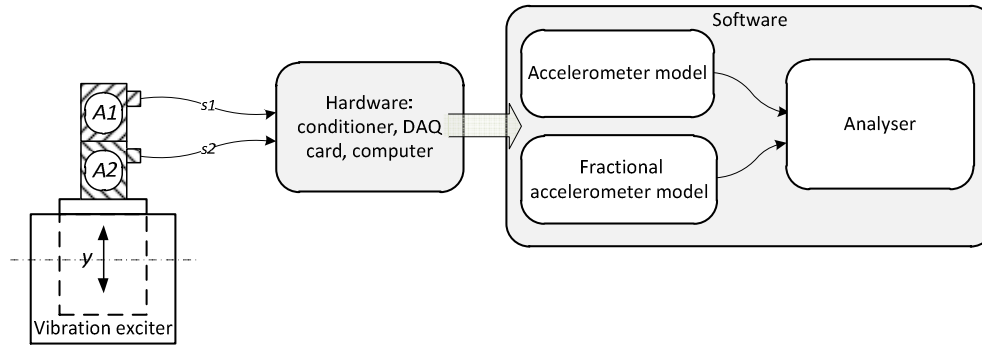 Software
A1
s1
A2
s2
Hardware:
conditioner, DAQ
card, computer
Accelerometer model
Fractional
accelerometer model
Analyser
y
Vibration exciter